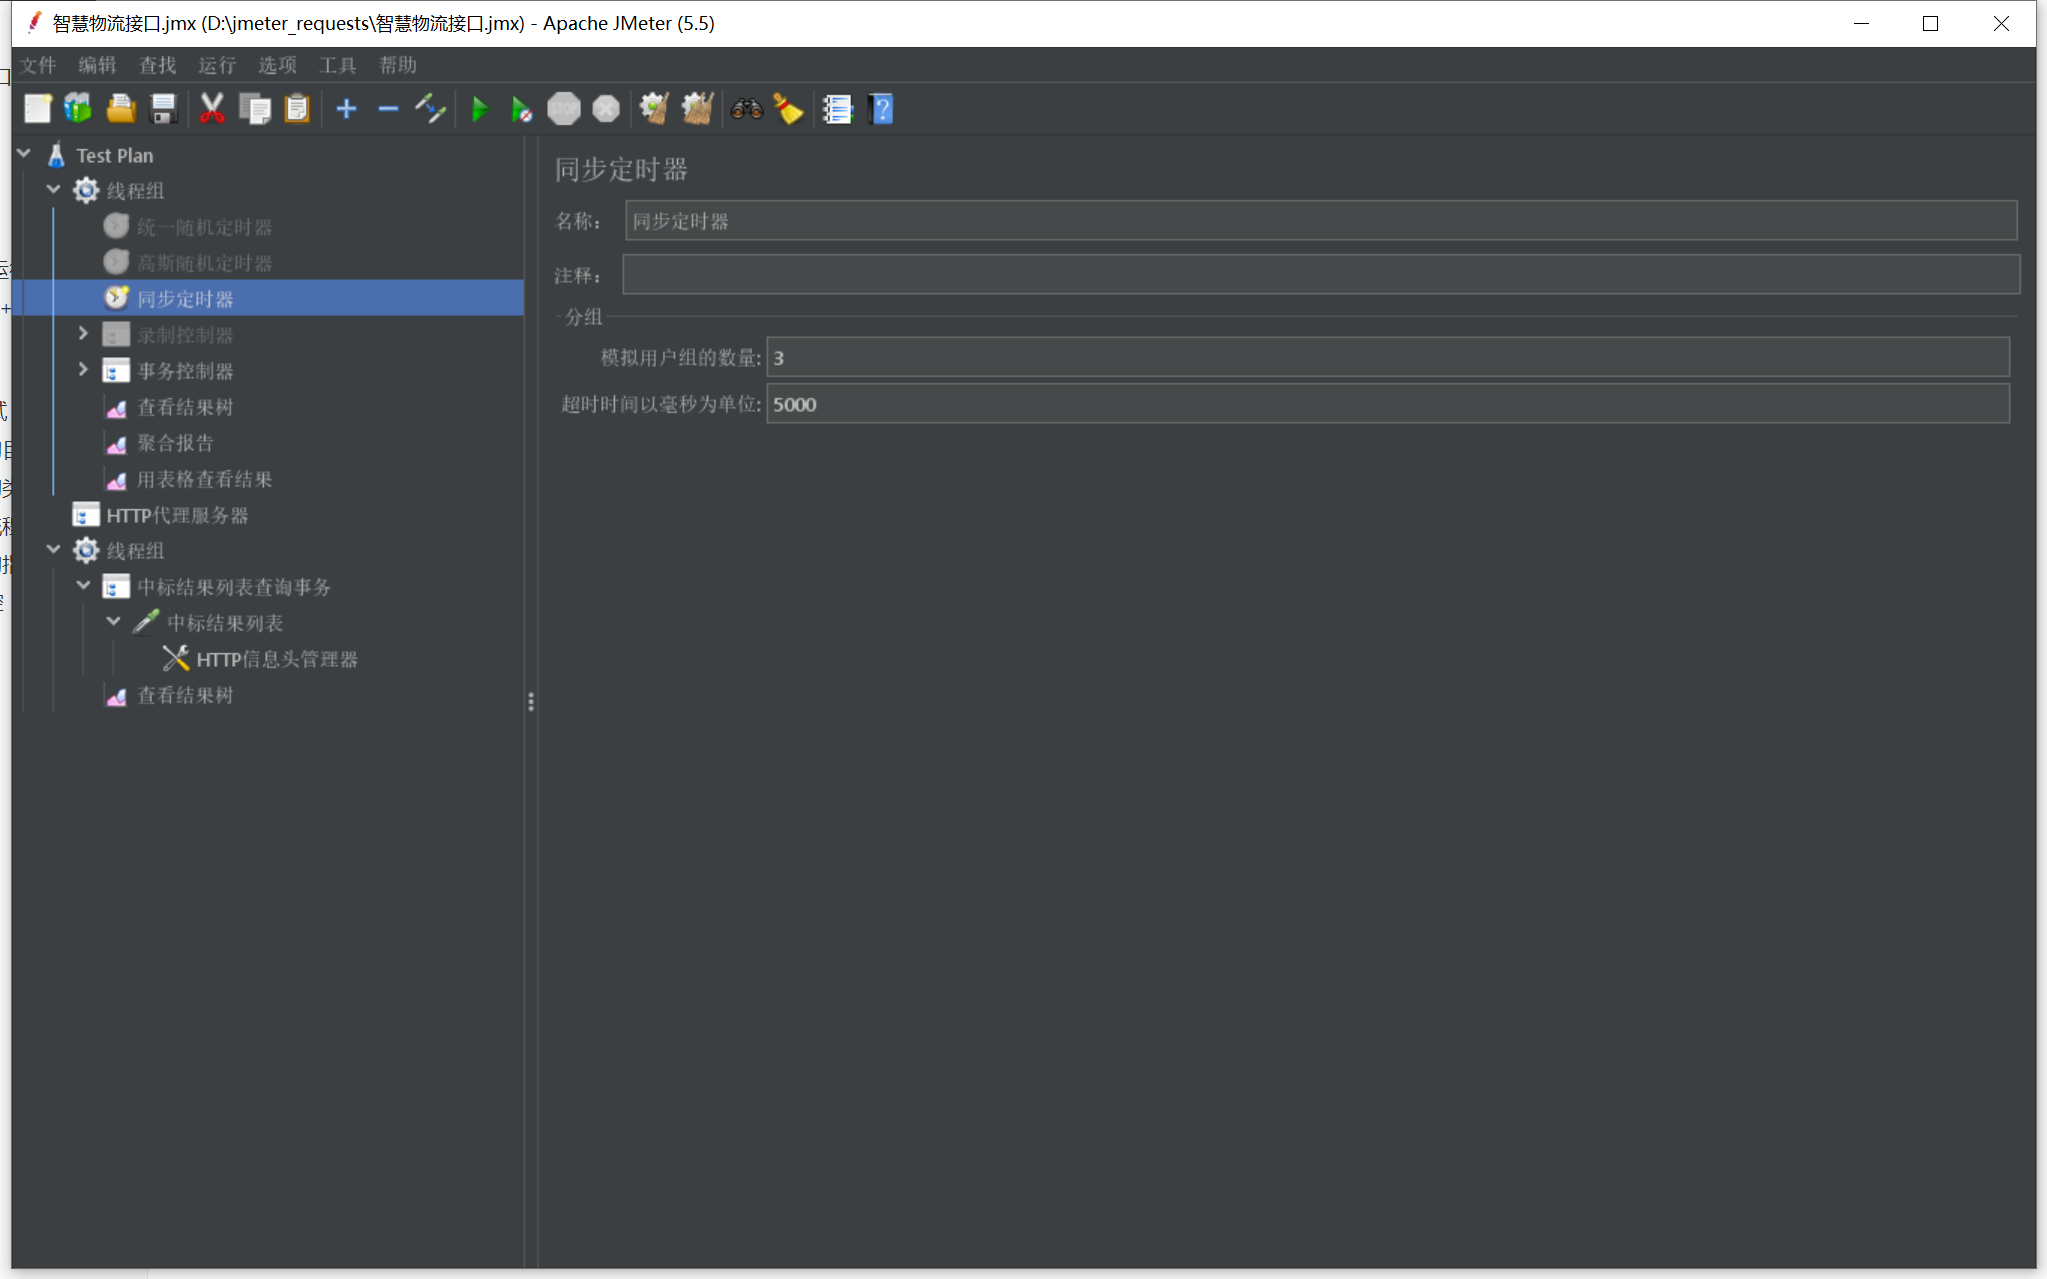 智慧物流接口.jmx (D:\jmeter_requests\智慧物流接口.jmx) - Apache JMeter (5.5)
文件 编辑 查找 运行 选项 工具 帮助
STOP
Test Plan
线程组
统一随机定时器
高斯随机定时器
同步定时器
录制控制器
事务控制器
查看结果树
聚合报告
用表格查看结果
HTTP代理服务器
线程组
中标结果列表查询事务
中标结果列表
HTTP信息头管理器
查看结果树
同步定时器
名称： 同步定时器
注释：
分组
模拟用户组的数量: 3
超时时间以毫秒为单位: 5000